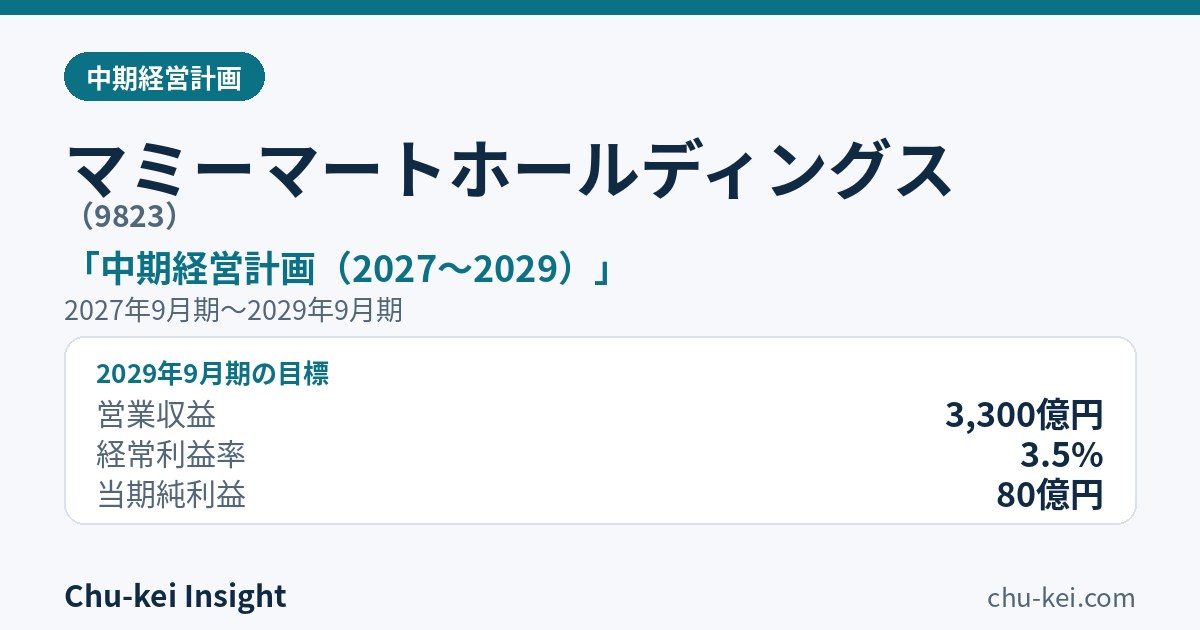 中期経営計画
マミーマートホールディングス
（9823）
「中期経営計画（2027～2029）」
2027年9月期～2029年9月期
2029年9月期の目標
営業収益 3,300億円
経常利益率 3.5%
当期純利益 80億円
Chu-kei Insight chu-kei.com